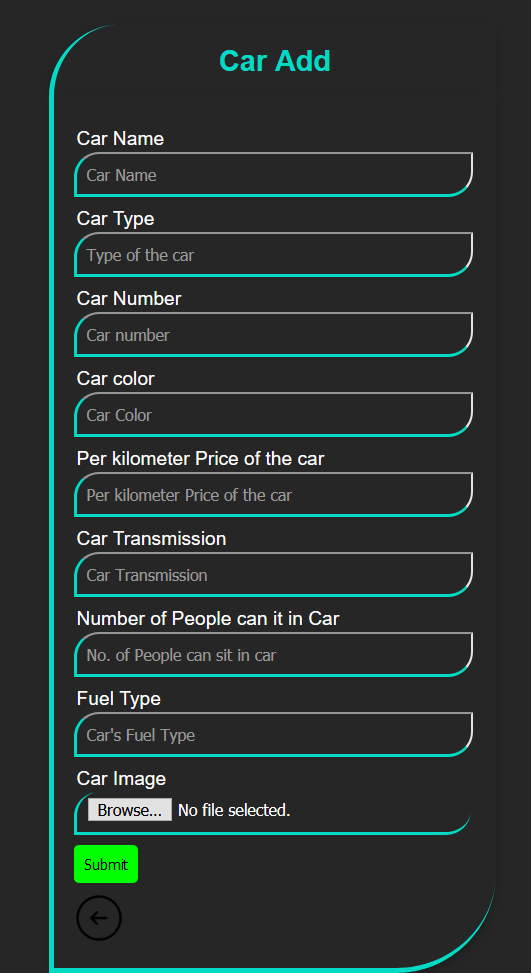 Car Add
Car Name
Car Name
Car Type
Type of the car
Car Number
Car number
Car color
Car Color
Per kilometer Price of the car
Per kilometer Price of the car
Car Transmission
Car Transmission
Number of People can it in Car
No. of People can sit in car
Fuel Type
Car's Fuel Type
Car Image
Browse... No file selected.
Submit